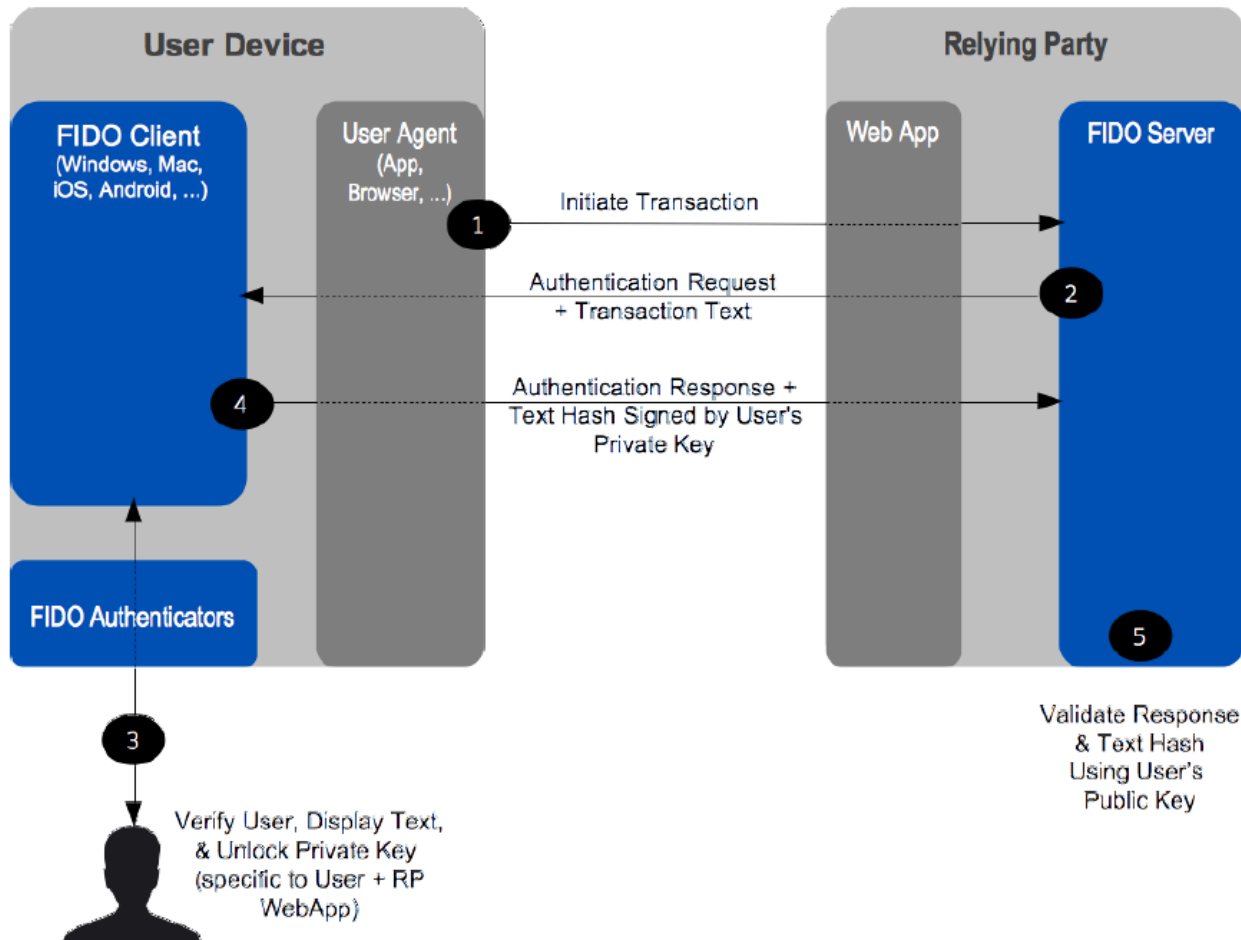 User Device
Relying Party
FIDO Client
(Windows, Mac,
iOS, Android, ...)
User Agent
(App,
Browser, ...)
Web App
FIDO Server
1
Initiate Transaction
Authentication Request
+ Transaction Text
2
4
Authentication Response +
Text Hash Signed by User's
Private Key
FIDO Authenticators
5
Validate Response
& Text Hash
Using User's
Public Key
3
Verify User, Display Text,
& Unlock Private Key
(specific to User + RP
WebApp)